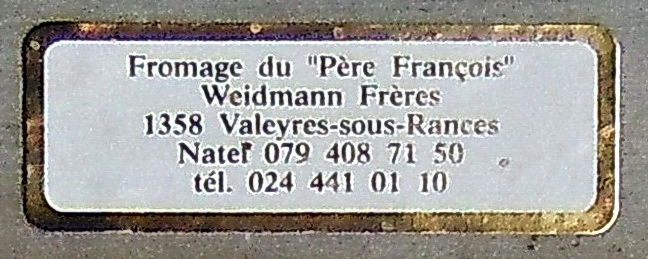 Fromage du "Père François"
Weidmann Frères
1358 Valeyres-sous-Rances
Natel 079 408 71 50
tél. 024 441 01 10